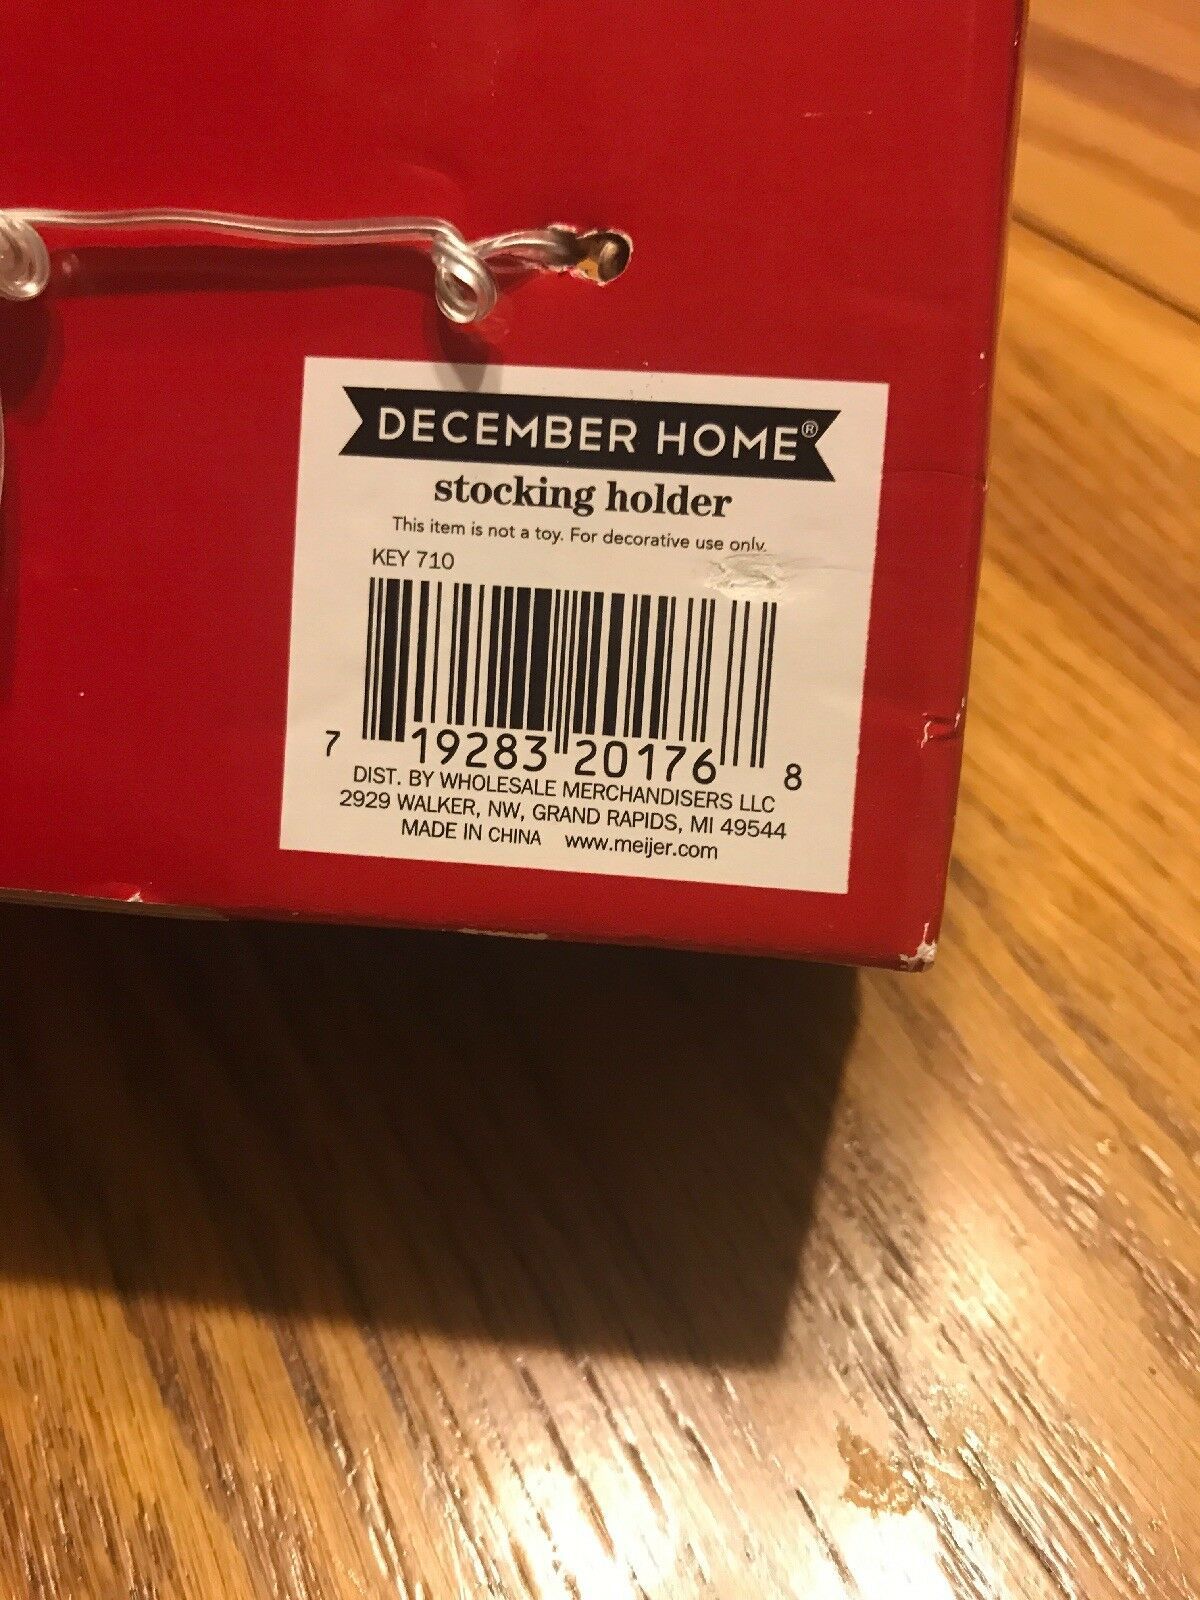 DECEMBER HOME®
stocking holder
This item is not a toy. For decorative use only.
KEY 710
7 19283 20176 8
DIST. BY WHOLESALE MERCHANDISERS LLC
2929 WALKER, NW, GRAND RAPIDS, MI 49544
MADE IN CHINA www.meijer.com